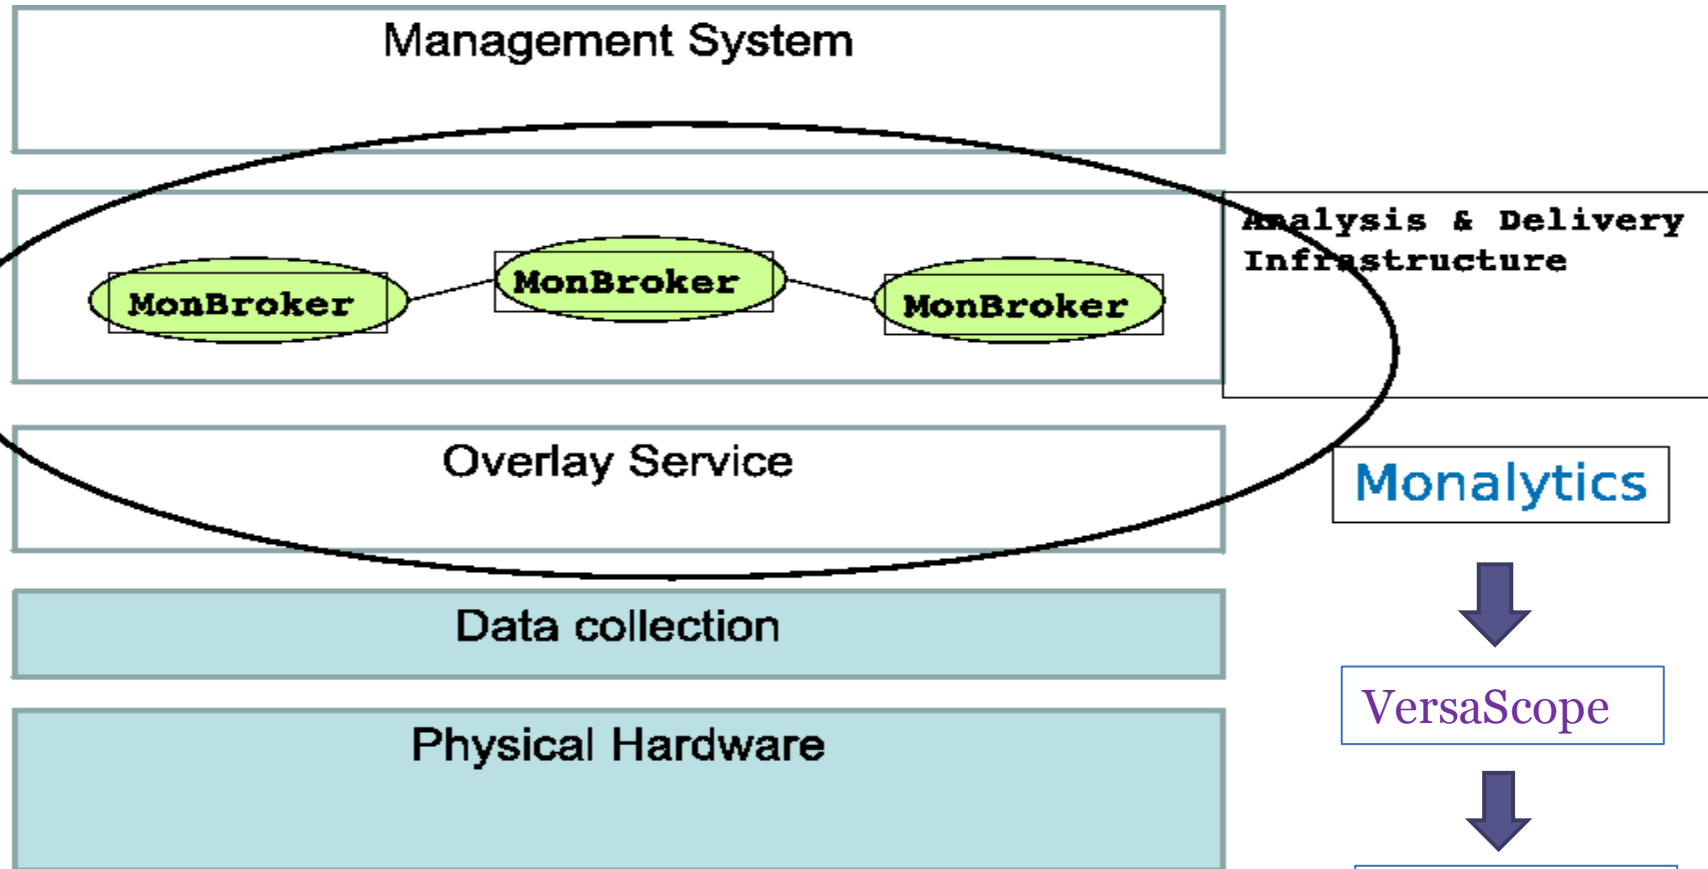 Management System
Analysis & Delivery
Infrastructure
MonBroker
MonBroker
MonBroker
Overlay Service
Monalytics
Data collection
VersaScope
Physical Hardware